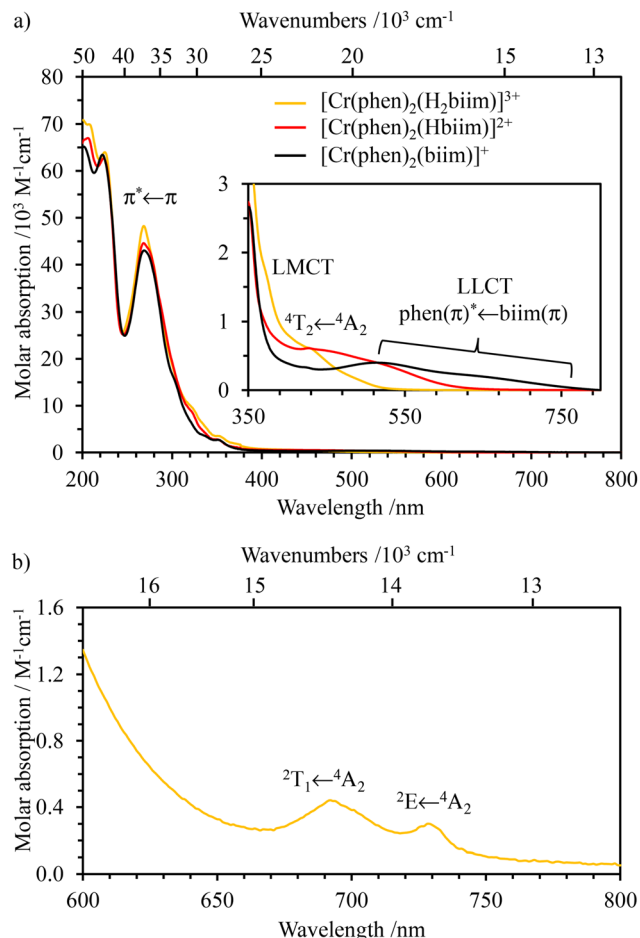 a)
Wavenumbers /10³ cm⁻¹
50 40 35 30 25 20 15 13
80
70
60
50
40
30
20
10
0
Molar absorption /10³ M⁻¹cm⁻¹
[Cr(phen)₂(H₂biim)]³⁺
[Cr(phen)₂(Hbiim)]²⁺
[Cr(phen)₂(biim)]⁺
π*←π
3
2
1
0
LMCT
LLCT
phen(π)*←biim(π)
⁴T₂←⁴A₂
350 550 750
200 300 400 500 600 700 800
Wavelength /nm
b)
Wavenumbers /10³ cm⁻¹
16 15 14 13
1.6
1.2
0.8
0.4
0.0
Molar absorption / M⁻¹cm⁻¹
²T₁←⁴A₂
²E←⁴A₂
600 650 700 750 800
Wavelength /nm